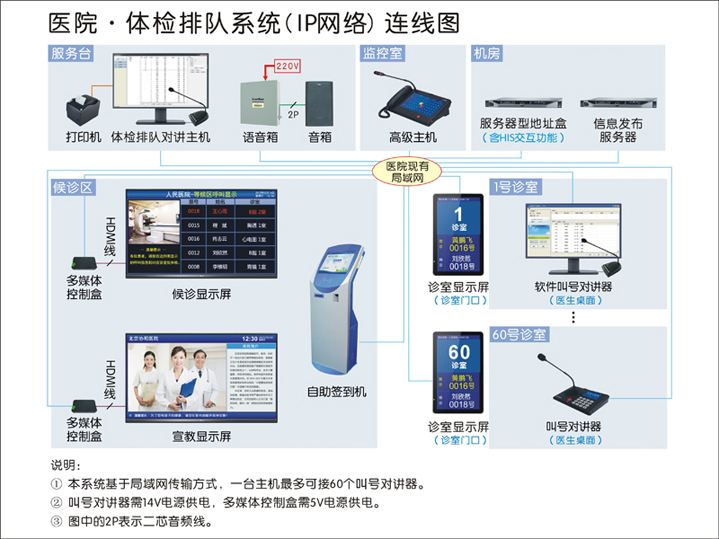 医院·体检排队系统(IP网络)连线图
服务台
监控室
机房
220V
2P
打印机
体检排队对讲主机
语音箱
音箱
高级主机
服务器型地址盒
(含HIS交互功能)
信息发布
服务器
医院现有
局域网
候诊区
HDMI线
多媒体
控制盒
人民医院-等候区呼叫显示
0018
0015
0016
0012
0008
候诊显示屏
HDMI线
多媒体
控制盒
北京协和医院
12:30
宣教显示屏
自助签到机
1
诊室
黄鹏飞
0016号
刘欣然
0018号
诊室显示屏
(诊室门口)
1号诊室
软件叫号对讲器
(医生桌面)
60
诊室
黄鹏飞
0016号
刘欣然
0018号
诊室显示屏
(诊室门口)
60号诊室
叫号对讲器
(医生桌面)
说明:
① 本系统基于局域网传输方式,一台主机最多可接60个叫号对讲器。
② 叫号对讲器需14V电源供电,多媒体控制盒需5V电源供电。
③ 图中的2P表示二芯音频线。